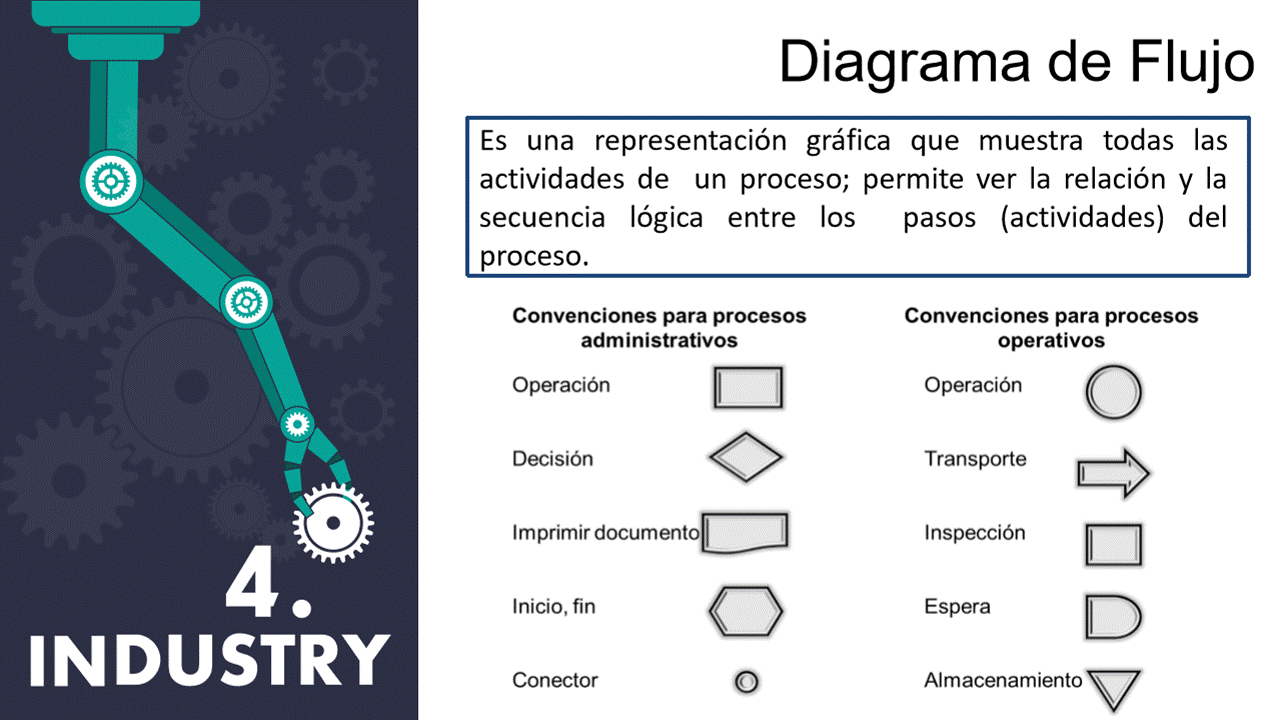 4.
INDUSTRY
Diagrama de Flujo
Es una representación gráfica que muestra todas las
actividades de un proceso; permite ver la relación y la
secuencia lógica entre los pasos (actividades) del
proceso.
Convenciones para procesos
administrativos
Operación
Decisión
Imprimir documento
Inicio, fin
Conector
Convenciones para procesos
operativos
Operación
Transporte
Inspección
Espera
Almacenamiento